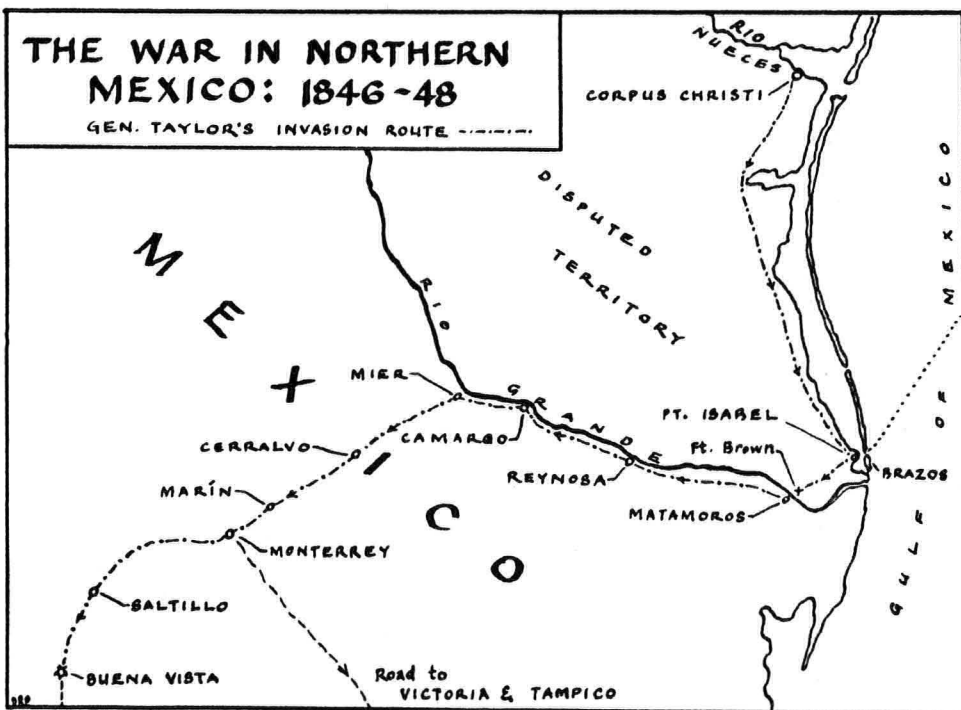 THE WAR IN NORTHERN
MEXICO: 1846-48
GEN. TAYLOR'S INVASION ROUTE
RIO
NUECES
CORPUS CHRISTI
DISPUTED
TERRITORY
GULF OF MEXICO
MEXICO
RIO GRANDE
MIER
CAMARGO
PT. ISABEL
Ft. Brown
BRAZOS
CERRALVO
REYNOSA
MATAMOROS
MARÍN
MONTERREY
SALTILLO
BUENA VISTA
Road to
VICTORIA & TAMPICO